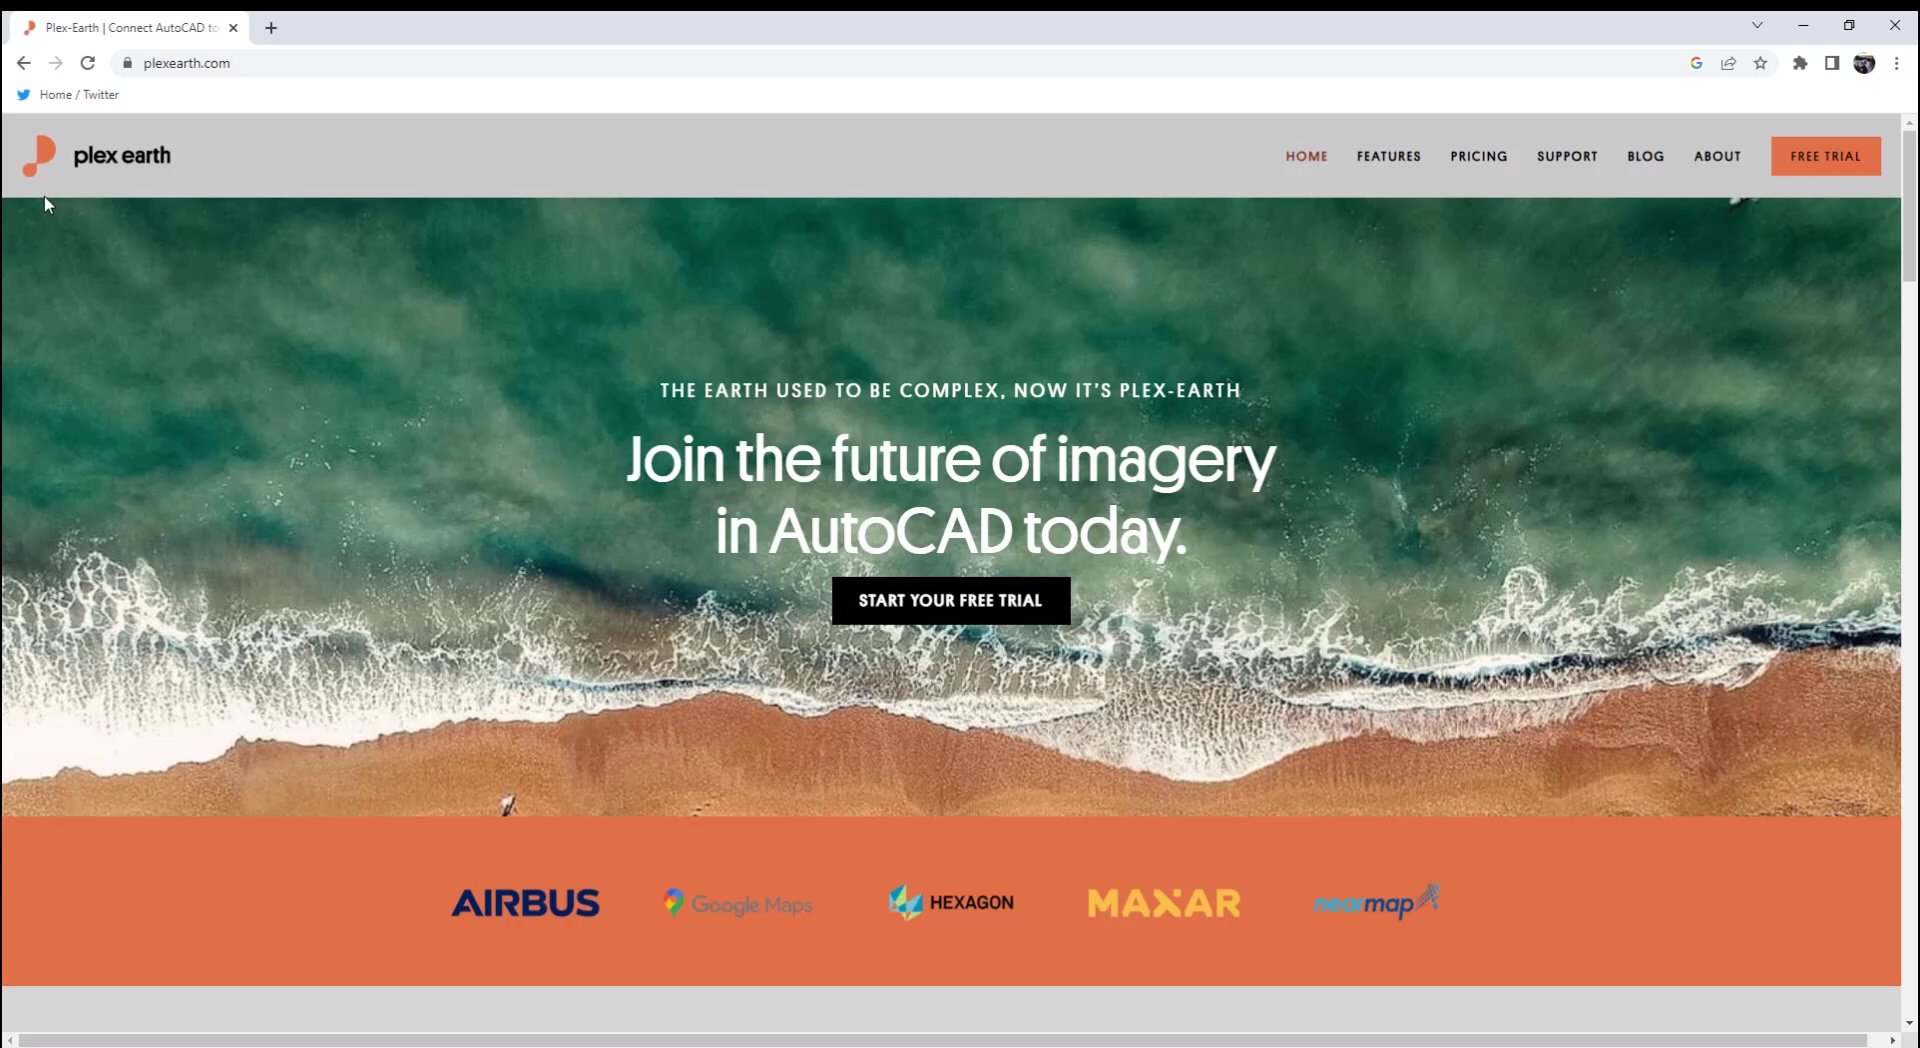 Plex-Earth | Connect AutoCAD to
plexearth.com
Home / Twitter
plex earth
HOME FEATURES PRICING SUPPORT BLOG ABOUT FREE TRIAL
THE EARTH USED TO BE COMPLEX, NOW IT'S PLEX-EARTH
Join the future of imagery
in AutoCAD today.
START YOUR FREE TRIAL
AIRBUS Google Maps HEXAGON MAXAR nearmap